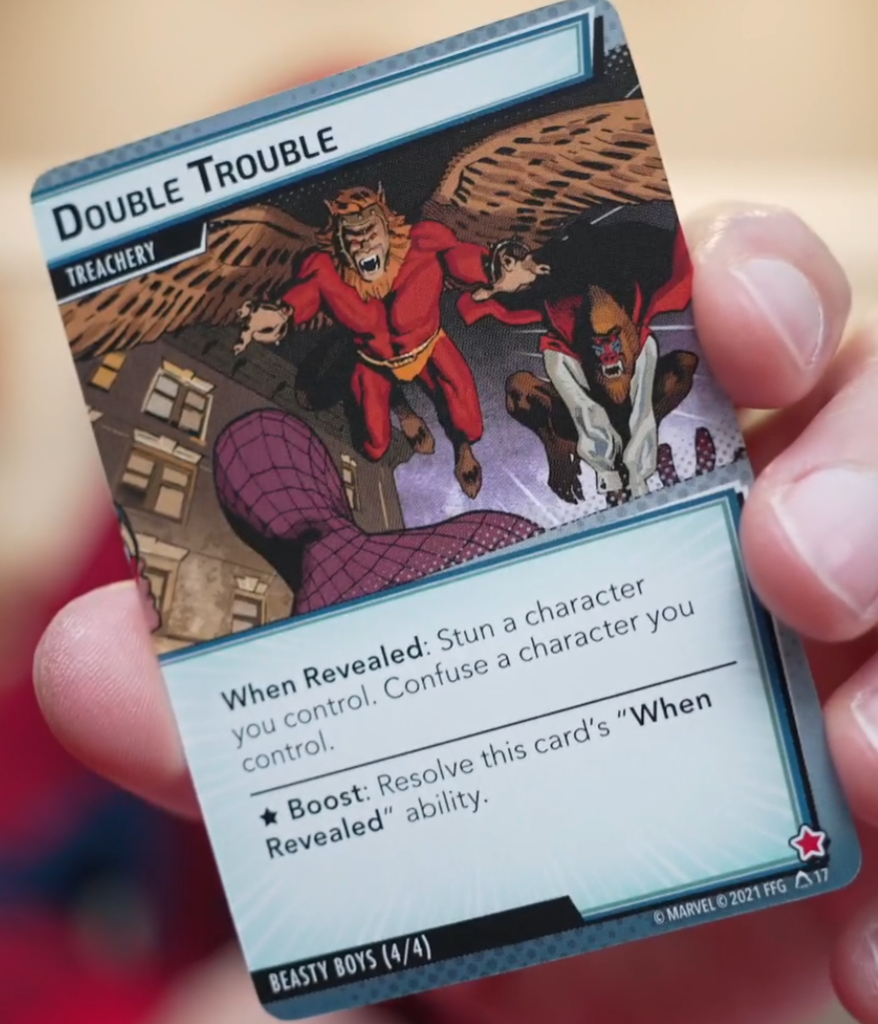 DOUBLE TROUBLE
TREACHERY
When Revealed: Stun a character
you control. Confuse a character you
control.
★ Boost: Resolve this card's "When
Revealed" ability.
© MARVEL © 2021 FFG 17
BEASTY BOYS (4/4)